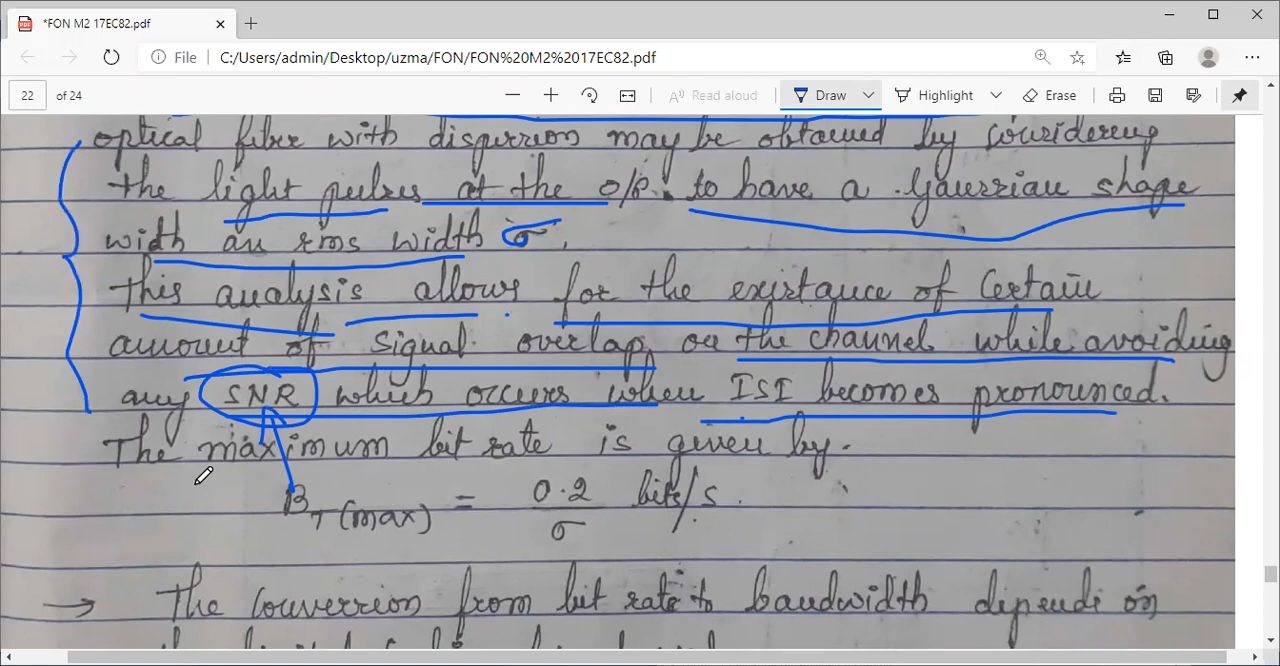 *FON M2 17EC82.pdf
File C:/Users/admin/Desktop/uzma/FON/FON%20M2%2017EC82.pdf
22 of 24 Read aloud Draw Highlight Erase
optical fiber with dispersion may be obtained by considering
the light pulses at the O/P. to have a Gaussian shape
with an rms width σ.
This analysis allows for the existance of Certain
amount of signal overlap on the channel while avoiding
any SNR which occurs when ISI becomes pronounced.
The maximum bit rate is given by.
B_T(max) = 0.2/σ bits/s.
→ The conversion from bit rate to bandwidth depends on